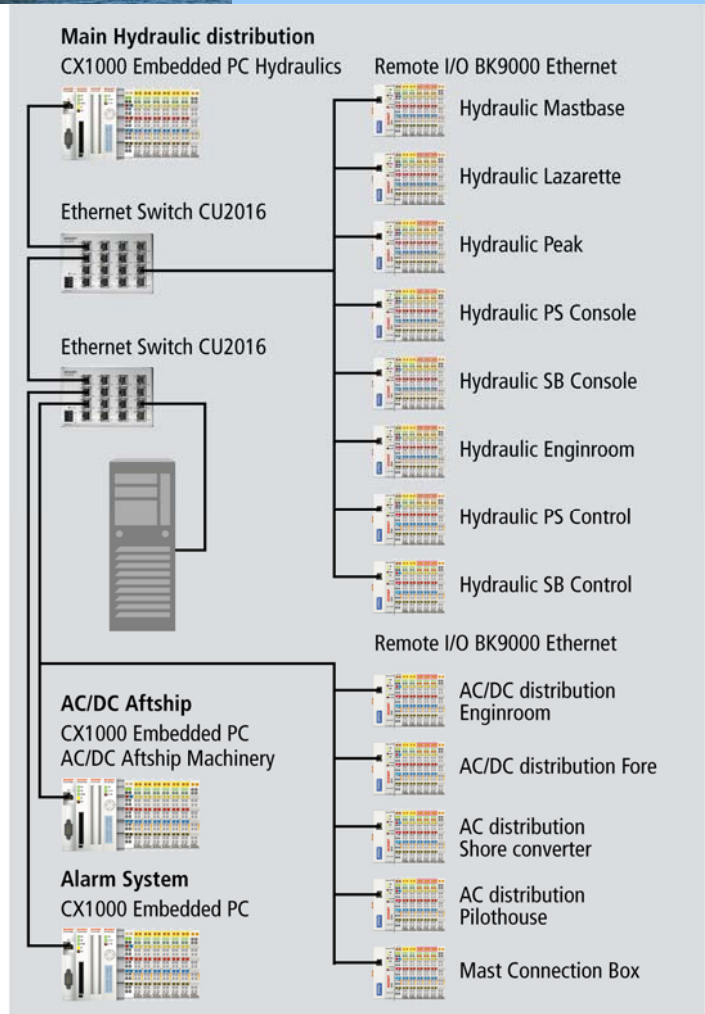 Main Hydraulic distribution
CX1000 Embedded PC Hydraulics
Ethernet Switch CU2016
Ethernet Switch CU2016
AC/DC Aftship
CX1000 Embedded PC
AC/DC Aftship Machinery
Alarm System
CX1000 Embedded PC
Remote I/O BK9000 Ethernet
Hydraulic Mastbase
Hydraulic Lazarette
Hydraulic Peak
Hydraulic PS Console
Hydraulic SB Console
Hydraulic Enginroom
Hydraulic PS Control
Hydraulic SB Control
Remote I/O BK9000 Ethernet
AC/DC distribution
Enginroom
AC/DC distribution Fore
AC distribution
Shore converter
AC distribution
Pilothouse
Mast Connection Box